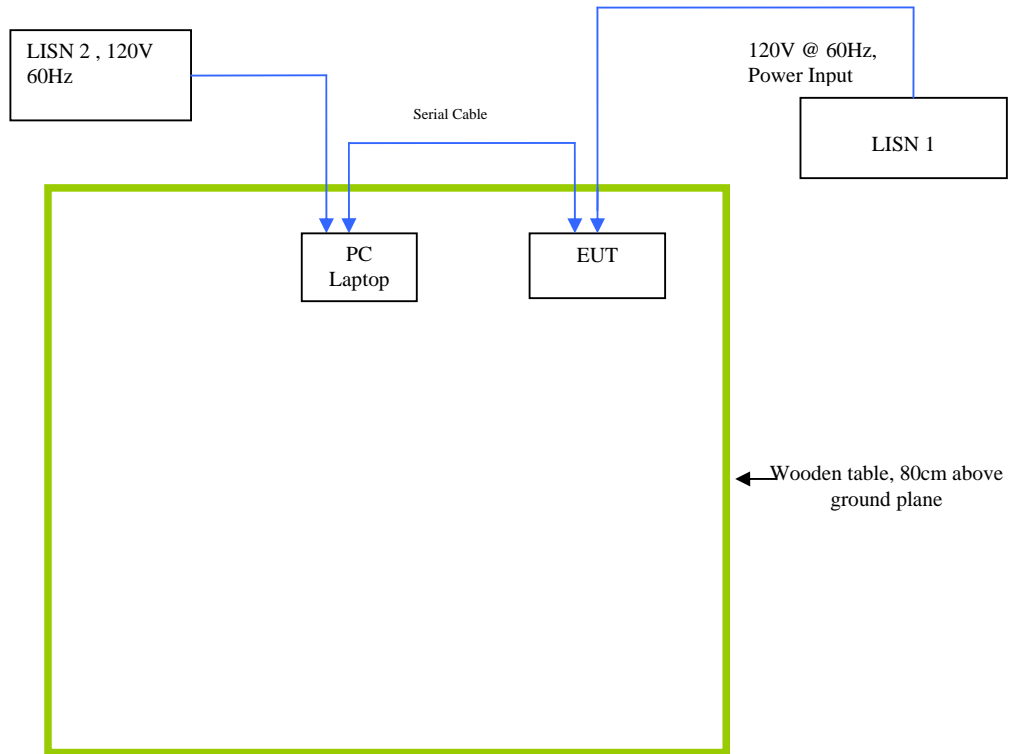 LISN 2 , 120V
60Hz
120V @ 60Hz,
Power Input
Serial Cable
LISN 1
PC
Laptop
EUT
Wooden table, 80cm above
ground plane